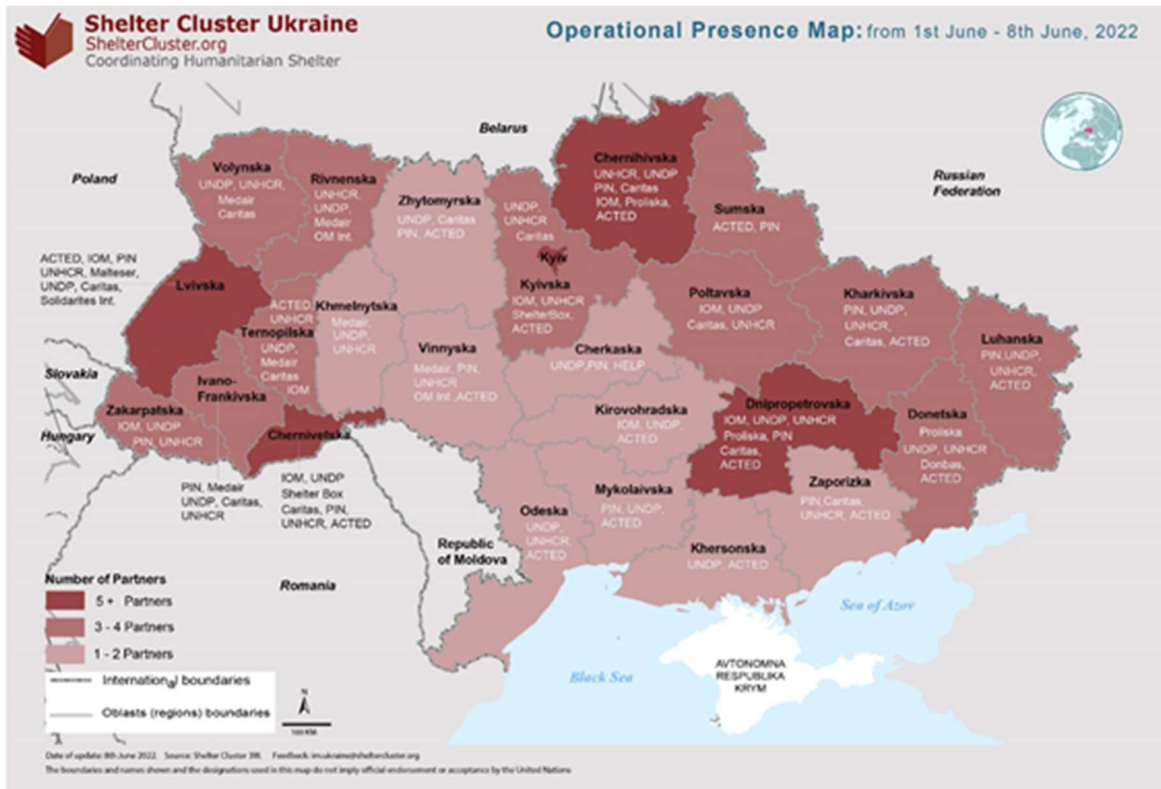 Shelter Cluster Ukraine
ShelterCluster.org
Coordinating Humanitarian Shelter
Operational Presence Map: from 1st June - 8th June, 2022
Belarus
Poland
Russian
Federation
Volynska
UNDP, UNHCR,
Medair
Caritas
Rivnenska
UNHCR,
UNDP,
Medair
OM Int.
Zhytomyrska
UNDP, Caritas
PIN, ACTED
UNDP,
UNHCR
Caritas
Kyiv
Kyivska
IOM, UNHCR
ShelterBox,
ACTED
Chernihivska
UNHCR, UNDP
PIN, Caritas
IOM, Proliska,
ACTED
Sumska
ACTED, PIN
ACTED, IOM, PIN
UNHCR, Malteser,
UNDP, Caritas,
Solidarites Int.
Lvivska
ACTED,
UNHCR
Ternopilska
UNDP,
Medair
Caritas
IOM
Khmelnytska
Medair,
UNDP,
UNHCR
Vinnyska
Medair, PIN,
UNHCR
OM Int. ,ACTED
Cherkaska
UNDP,PIN, HELP
Poltavska
IOM, UNDP
Caritas, UNHCR
Kharkivska
PIN, UNDP,
UNHCR,
Caritas, ACTED
Luhanska
PIN,UNDP,
UNHCR,
ACTED
Slovakia
Hungary
Zakarpatska
IOM, UNDP
PIN, UNHCR
Ivano-
Frankivska
PIN, Medair
UNDP, Caritas,
UNHCR
Chernivetska
IOM, UNDP
Shelter Box
Caritas, PIN,
UNHCR, ACTED
Kirovohradska
IOM, UNDP,
ACTED
Dnipropetrovska
IOM, UNDP, UNHCR
Proliska, PIN
Caritas,
ACTED
Donetska
Proliska
UNDP, UNHCR
Donbas,
ACTED
Zaporizka
PIN,Caritas,
UNHCR, ACTED
Mykolaivska
PIN, UNDP,
ACTED
Odeska
UNDP,
UNHCR,
ACTED
Khersonska
UNDP, ACTED
Republic
of Moldova
Romania
Sea of Azov
Black Sea
AVTONOMNA
RESPUBLIKA
KRYM
Number of Partners
5 + Partners
3 - 4 Partners
1 - 2 Partners
International boundaries
Oblasts (regions) boundaries
N
100 KM
Date of update: 8th June 2022. Source: Shelter Cluster 3W. Feedback: im.ukraine@sheltercluster.org
The boundaries and names shown and the designations used in this map do not imply official endorsement or acceptance by the United Nations